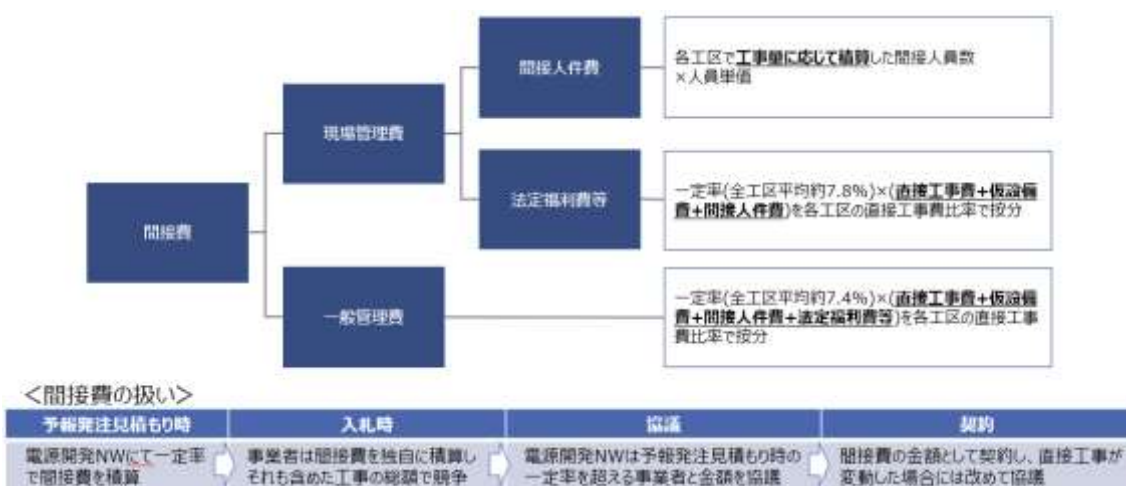 間接費
現場管理費
一般管理費
間接人件費
法定福利費等
各工区で工事量に応じて積算した間接人員数
×人員単価
一定率(全工区平均約7.8%)×(直接工事費+仮設備
費+間接人件費)を各工区の直接工事費比率で按分
一定率(全工区平均約7.4%)×(直接工事費+仮設備
費+間接人件費+法定福利費等)を各工区の直接工事
費比率で按分
＜間接費の扱い＞
予報発注見積もり時
入札時
協議
契約
電源開発NWにて一定率
で間接費を積算
事業者は間接費を独自に積算し
それも含めた工事の総額で競争
電源開発NWは予報発注見積もり時の
一定率を超える事業者と金額を協議
間接費の金額として契約し、直接工事が
変動した場合には改めて協議